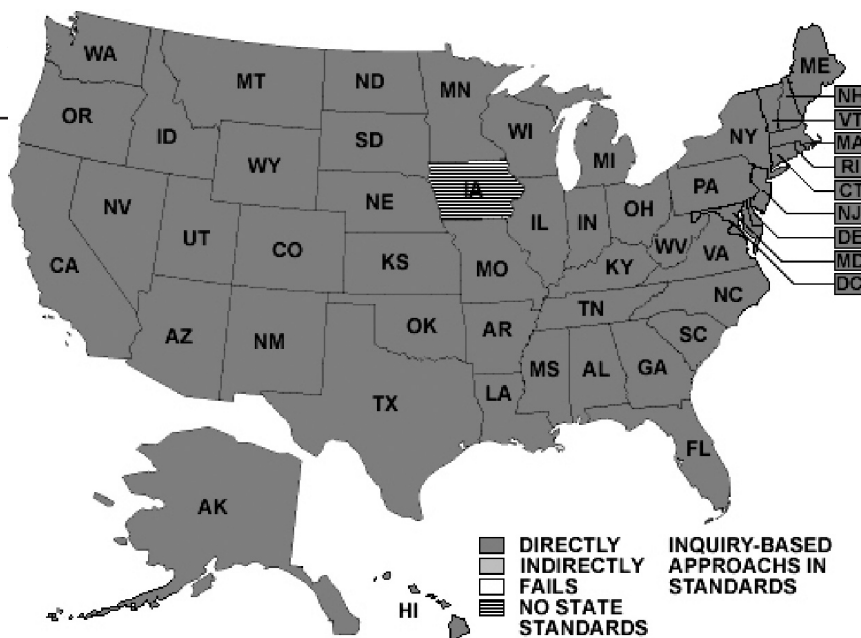 WA
MT
ND
MN
ME
NH
VT
MA
RI
CT
NJ
DE
MD
DC
OR
ID
SD
WI
MI
NY
WY
IA
PA
NV
NE
IL
IN
OH
UT
CO
WV
VA
CA
KS
MO
KY
NC
TN
AZ
NM
OK
AR
SC
MS
AL
GA
LA
TX
FL
AK
HI
DIRECTLY INQUIRY-BASED
INDIRECTLY APPROACHS IN
FAILS STANDARDS
NO STATE
STANDARDS